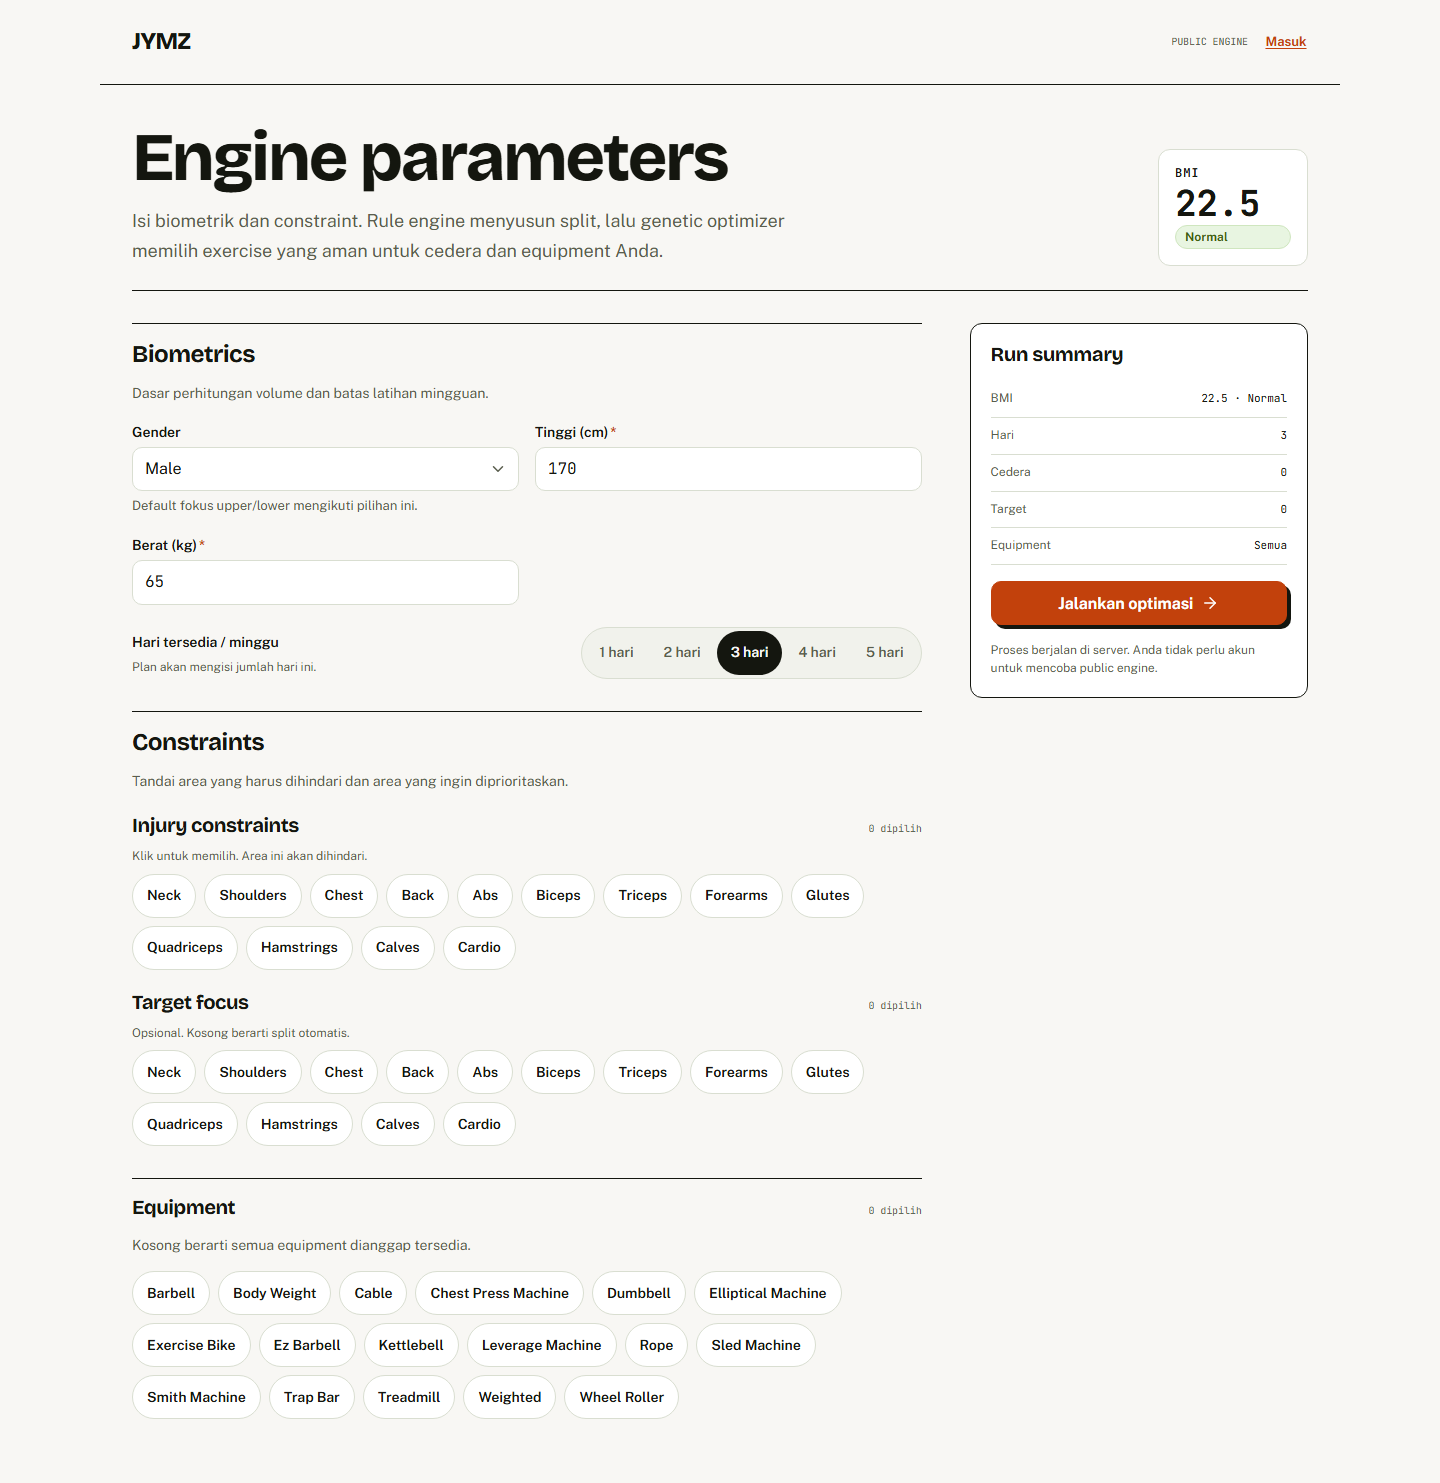 JYMZ
PUBLIC ENGINE Masuk
Engine parameters
Isi biometrik dan constraint. Rule engine menyusun split, lalu genetic optimizer
memilih exercise yang aman untuk cedera dan equipment Anda.
BMI
22.5
Normal
Biometrics
Dasar perhitungan volume dan batas latihan mingguan.
Gender
Male
Default fokus upper/lower mengikuti pilihan ini.
Tinggi (cm) *
170
Berat (kg) *
65
Hari tersedia / minggu
Plan akan mengisi jumlah hari ini.
1 hari 2 hari 3 hari 4 hari 5 hari
Run summary
BMI 22.5 · Normal
Hari 3
Cedera 0
Target 0
Equipment Semua
Jalankan optimasi →
Proses berjalan di server. Anda tidak perlu akun
untuk mencoba public engine.
Constraints
Tandai area yang harus dihindari dan area yang ingin diprioritaskan.
Injury constraints 0 dipilih
Klik untuk memilih. Area ini akan dihindari.
Neck Shoulders Chest Back Abs Biceps Triceps Forearms Glutes
Quadriceps Hamstrings Calves Cardio
Target focus 0 dipilih
Opsional. Kosong berarti split otomatis.
Neck Shoulders Chest Back Abs Biceps Triceps Forearms Glutes
Quadriceps Hamstrings Calves Cardio
Equipment 0 dipilih
Kosong berarti semua equipment dianggap tersedia.
Barbell Body Weight Cable Chest Press Machine Dumbbell Elliptical Machine
Exercise Bike Ez Barbell Kettlebell Leverage Machine Rope Sled Machine
Smith Machine Trap Bar Treadmill Weighted Wheel Roller